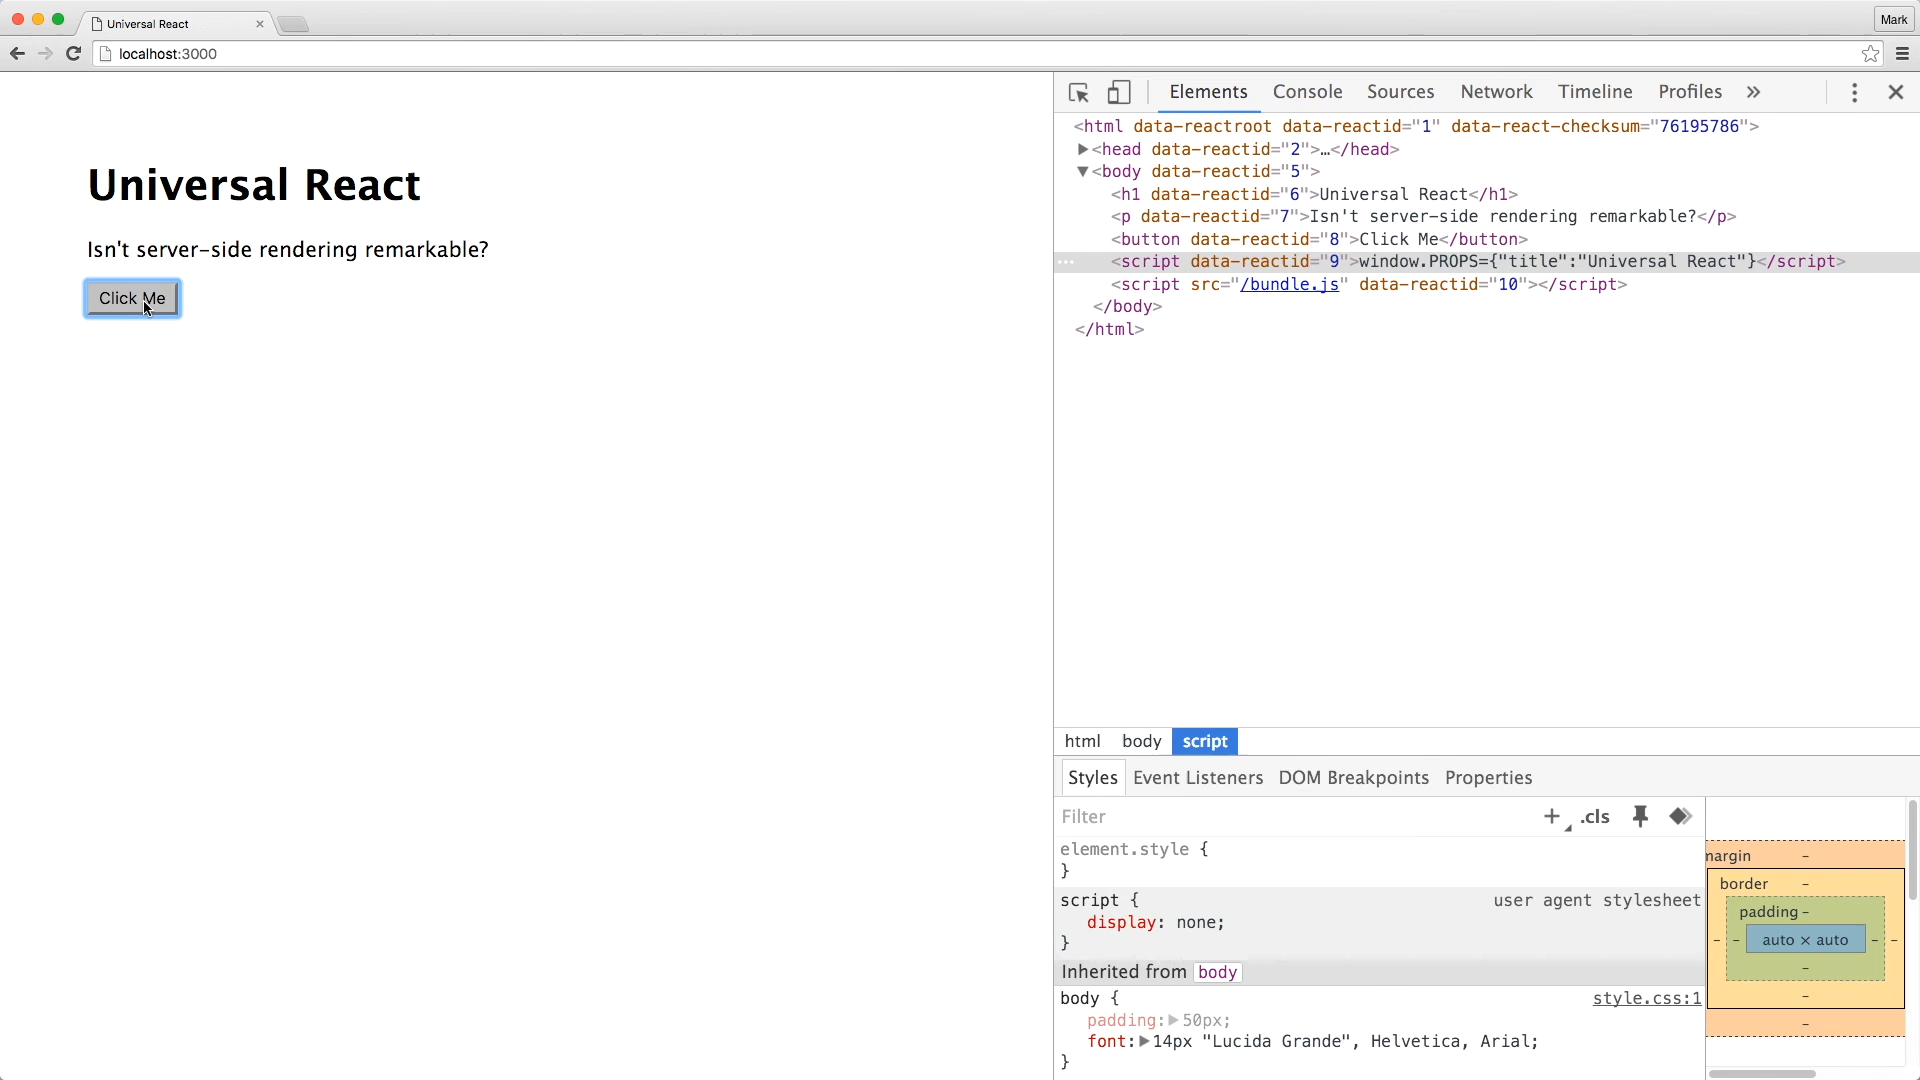 Universal React
Mark
localhost:3000
Universal React
Isn't server-side rendering remarkable?
Click Me
Elements Console Sources Network Timeline Profiles »
<html data-reactroot data-reactid="1" data-react-checksum="76195786">
<head data-reactid="2">…</head>
<body data-reactid="5">
<h1 data-reactid="6">Universal React</h1>
<p data-reactid="7">Isn't server-side rendering remarkable?</p>
<button data-reactid="8">Click Me</button>
<script data-reactid="9">window.PROPS={"title":"Universal React"}</script>
<script src="/bundle.js" data-reactid="10"></script>
</body>
</html>
html body script
Styles Event Listeners DOM Breakpoints Properties
Filter + .cls
element.style {
}
script { user agent stylesheet
display: none;
}
Inherited from body
body { style.css:1
padding: 50px;
font: 14px "Lucida Grande", Helvetica, Arial;
}
margin -
border -
padding -
- - auto × auto - -
-
-
-